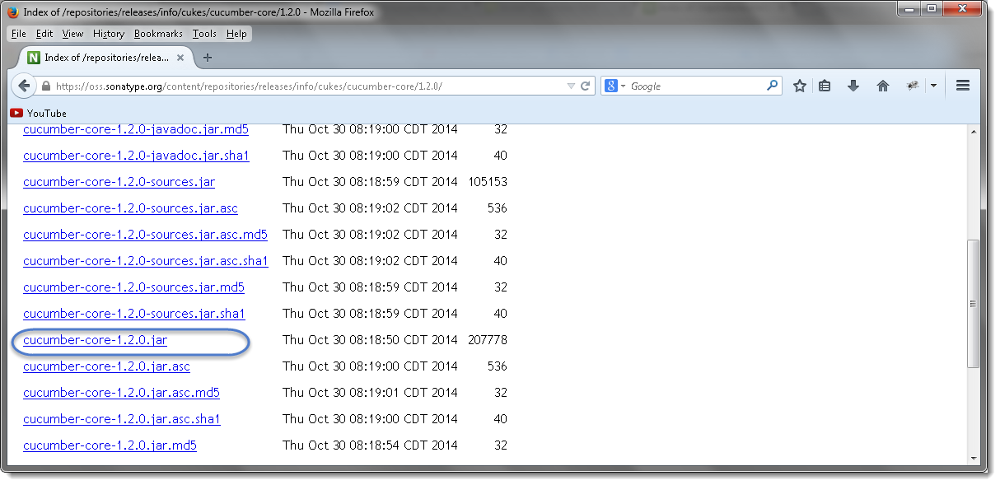 Index of /repositories/releases/info/cukes/cucumber-core/1.2.0 - Mozilla Firefox
File Edit View History Bookmarks Tools Help
N Index of /repositories/relea...
https://oss.sonatype.org/content/repositories/releases/info/cukes/cucumber-core/1.2.0/ 8 Google
YouTube
cucumber-core-1.2.0-javadoc.jar.md5 Thu Oct 30 08:19:00 CDT 2014 32
cucumber-core-1.2.0-javadoc.jar.sha1 Thu Oct 30 08:19:00 CDT 2014 40
cucumber-core-1.2.0-sources.jar Thu Oct 30 08:18:59 CDT 2014 105153
cucumber-core-1.2.0-sources.jar.asc Thu Oct 30 08:19:02 CDT 2014 536
cucumber-core-1.2.0-sources.jar.asc.md5 Thu Oct 30 08:19:02 CDT 2014 32
cucumber-core-1.2.0-sources.jar.asc.sha1 Thu Oct 30 08:19:02 CDT 2014 40
cucumber-core-1.2.0-sources.jar.md5 Thu Oct 30 08:18:59 CDT 2014 32
cucumber-core-1.2.0-sources.jar.sha1 Thu Oct 30 08:18:59 CDT 2014 40
cucumber-core-1.2.0.jar Thu Oct 30 08:18:50 CDT 2014 207778
cucumber-core-1.2.0.jar.asc Thu Oct 30 08:19:00 CDT 2014 536
cucumber-core-1.2.0.jar.asc.md5 Thu Oct 30 08:19:01 CDT 2014 32
cucumber-core-1.2.0.jar.asc.sha1 Thu Oct 30 08:19:00 CDT 2014 40
cucumber-core-1.2.0.jar.md5 Thu Oct 30 08:18:54 CDT 2014 32